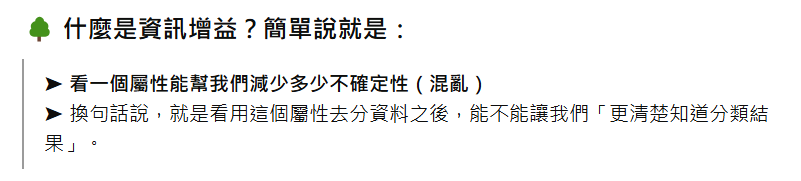 🌳 什麼是資訊增益？簡單說就是：
➤ 看一個屬性能幫我們減少多少不確定性（混亂）
➤ 換句話說，就是看用這個屬性去分資料之後，能不能讓我們「更清楚知道分類結
果」。